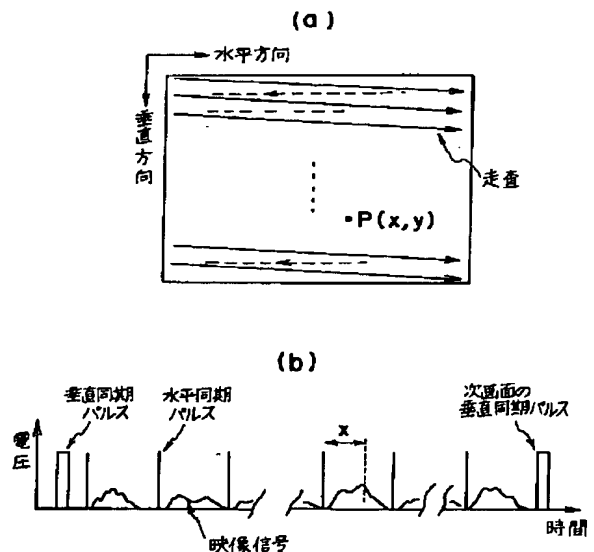 (a)
水平方向
垂直方向
走査
P(x,y)
(b)
垂直同期
パルス
水平同期
パルス
次画面の
垂直同期パルス
電圧
x
映像信号
時間